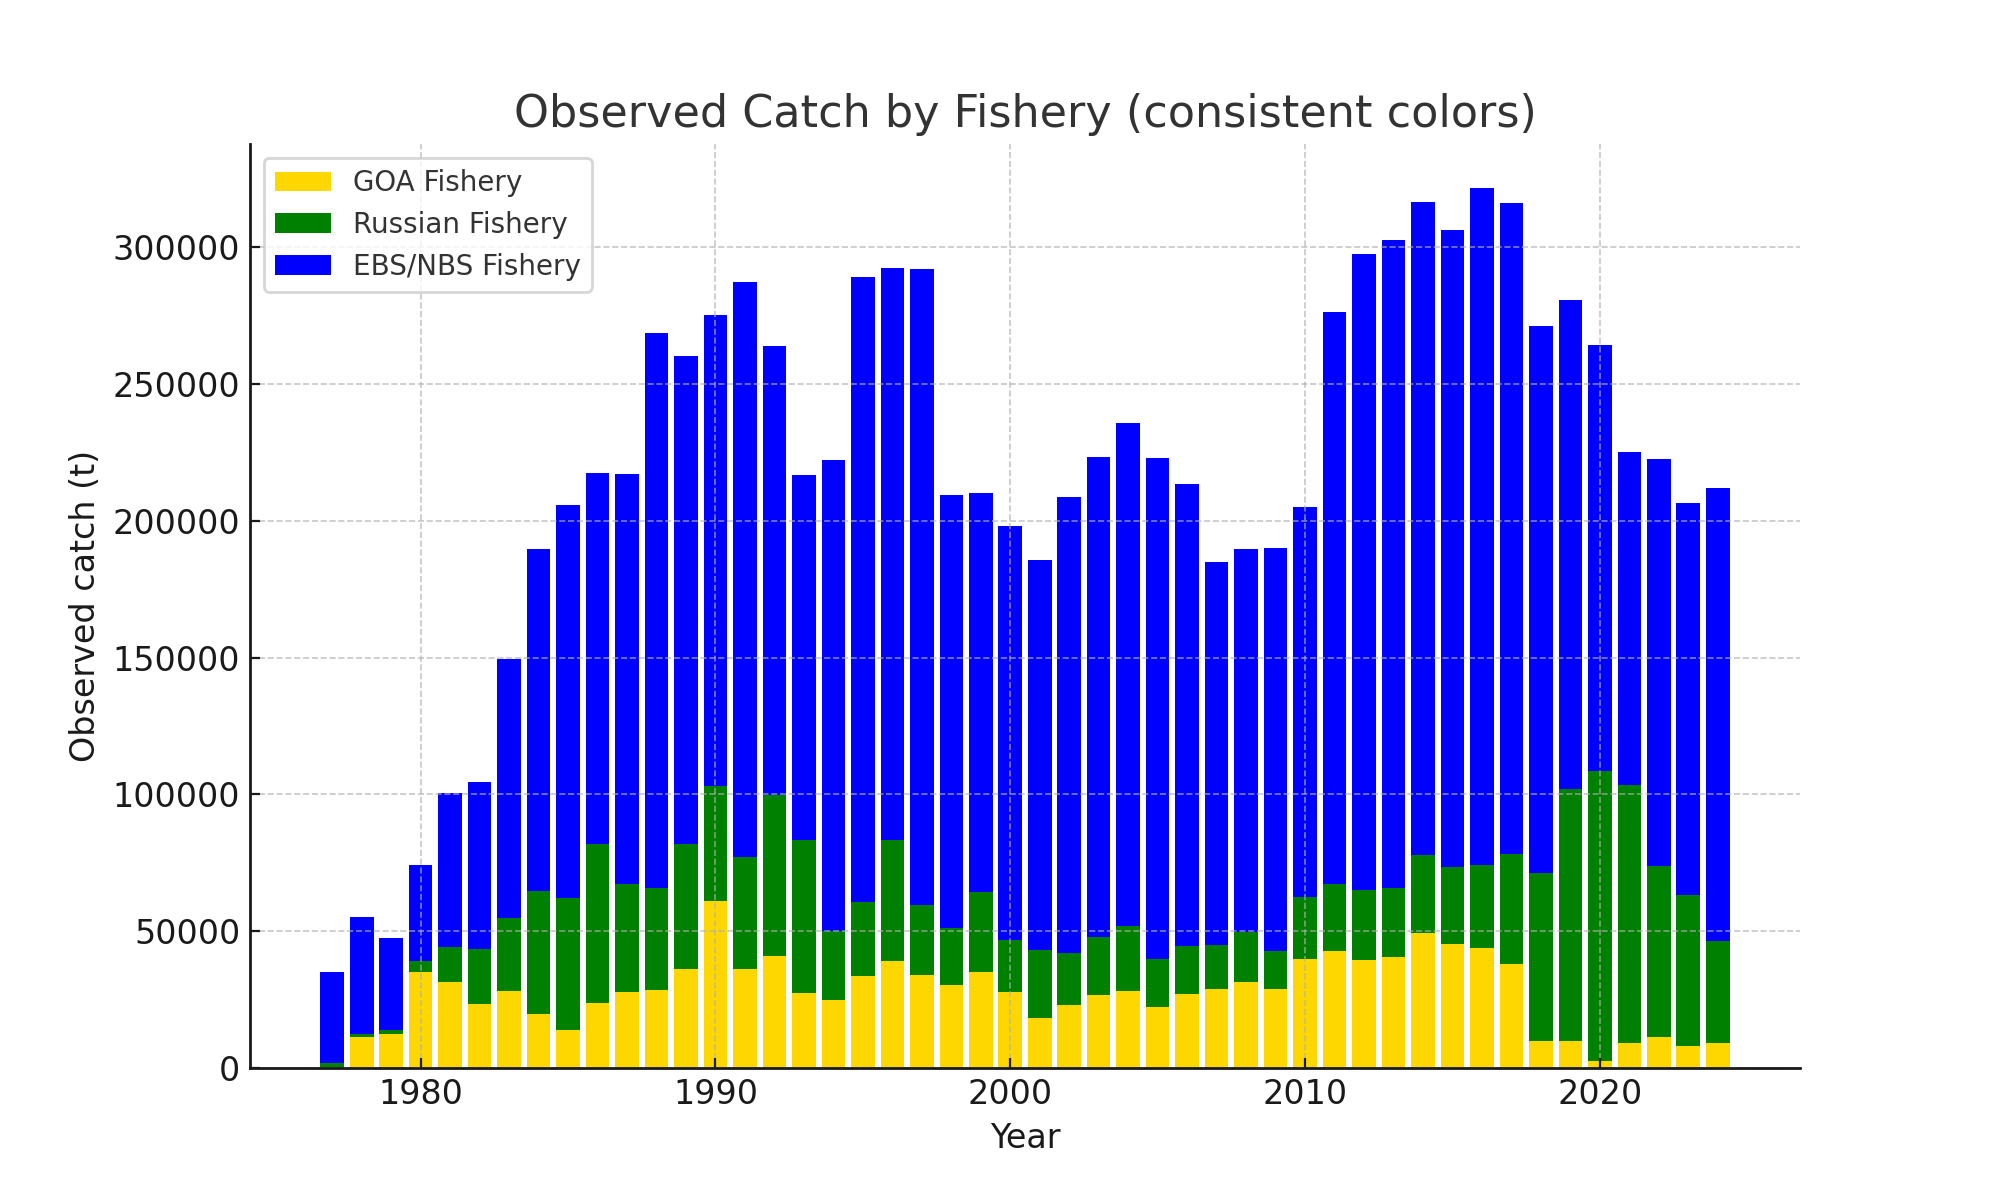 Observed Catch by Fishery (consistent colors)
GOA Fishery
Russian Fishery
EBS/NBS Fishery
Observed catch (t)
300000
250000
200000
150000
100000
50000
0
1980 1990 2000 2010 2020
Year